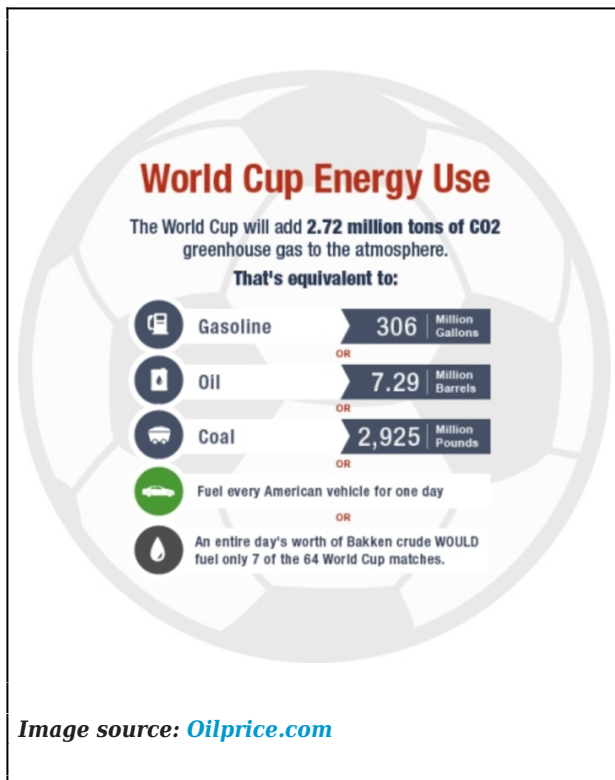 World Cup Energy Use
The World Cup will add 2.72 million tons of CO2
greenhouse gas to the atmosphere.
That's equivalent to:
Gasoline 306 Million Gallons
OR
Oil 7.29 Million Barrels
OR
Coal 2,925 Million Pounds
OR
Fuel every American vehicle for one day
OR
An entire day's worth of Bakken crude WOULD
fuel only 7 of the 64 World Cup matches.
Image source: Oilprice.com